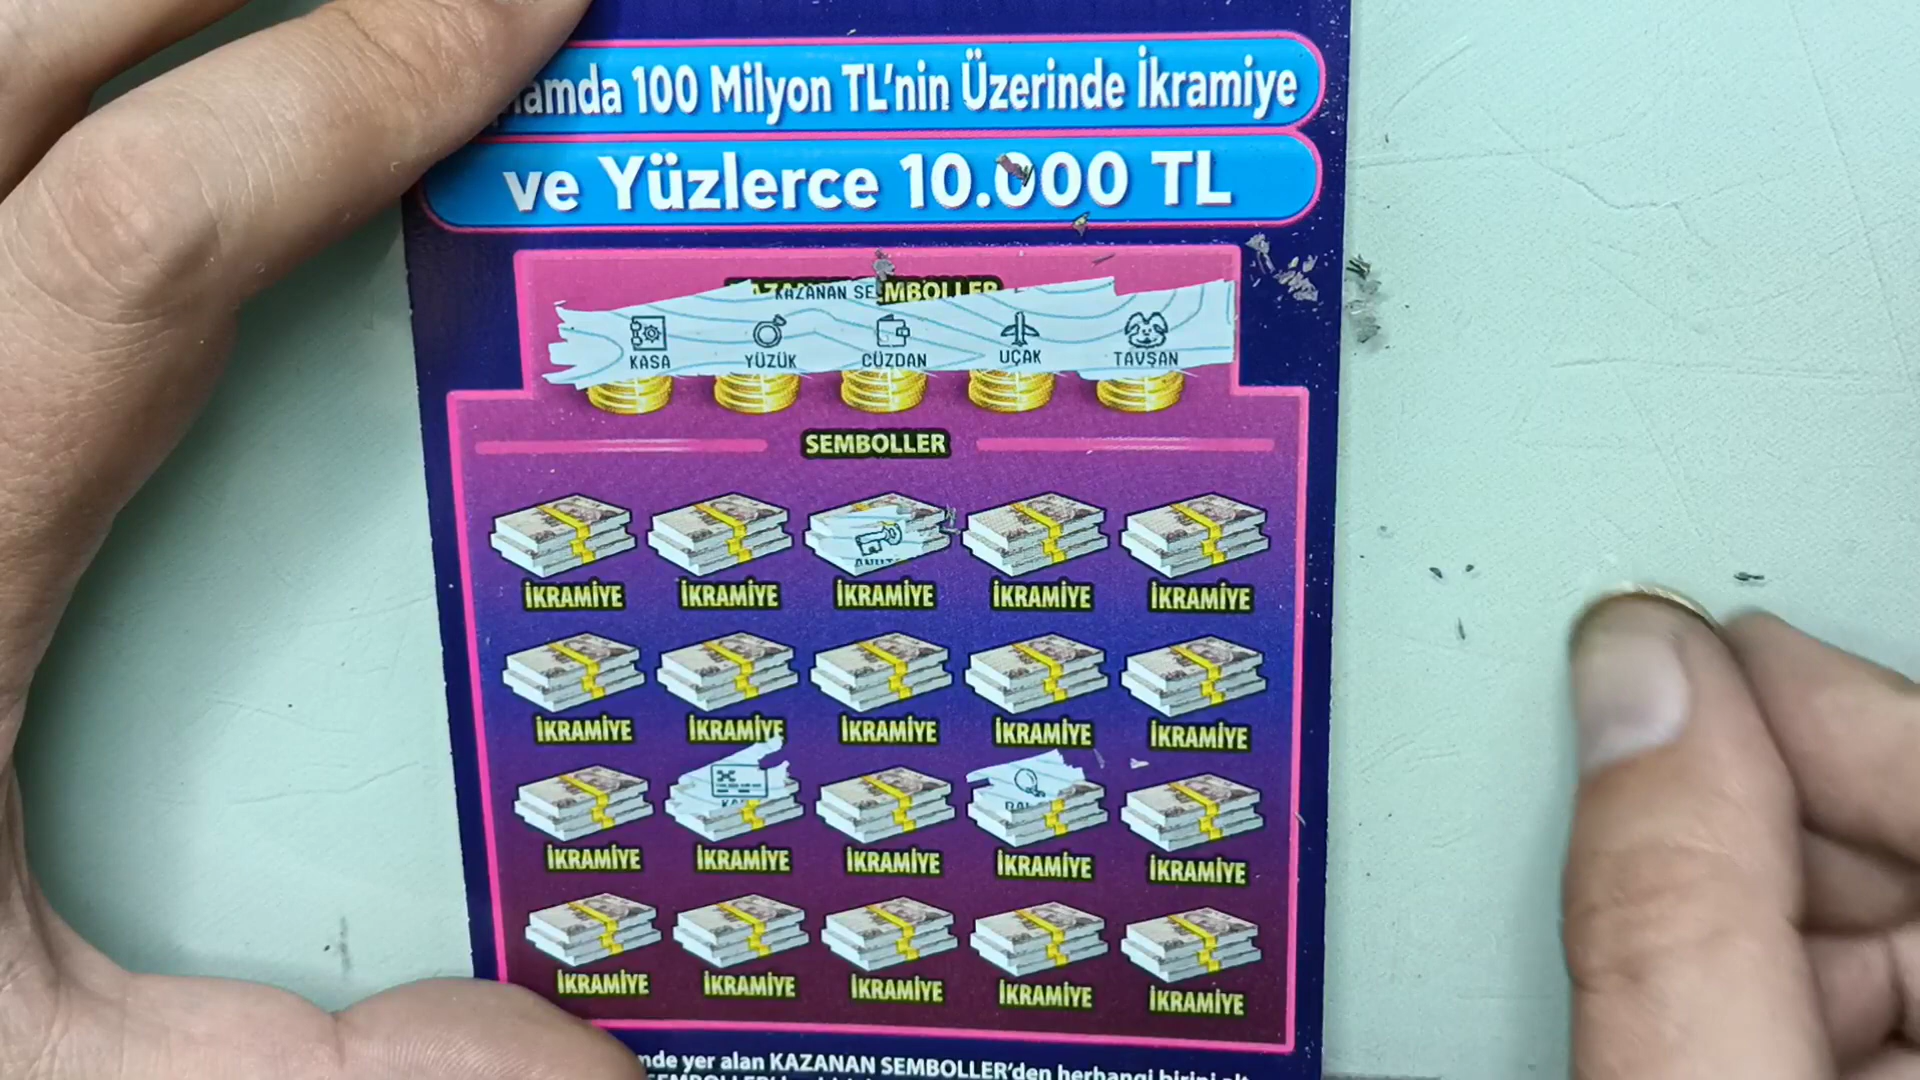 100 Milyon TL'nin Üzerinde İkramiye
ve Yüzlerce 10.000 TL
KAZANAN SEMBOLLER
KASA YÜZÜK CÜZDAN UÇAK TAVŞAN
SEMBOLLER
İKRAMİYE İKRAMİYE İKRAMİYE İKRAMİYE İKRAMİYE
İKRAMİYE İKRAMİYE İKRAMİYE İKRAMİYE İKRAMİYE
İKRAMİYE İKRAMİYE İKRAMİYE İKRAMİYE İKRAMİYE
İKRAMİYE İKRAMİYE İKRAMİYE İKRAMİYE İKRAMİYE
yer alan KAZANAN SEMBOLLER'den herhangi birini alt